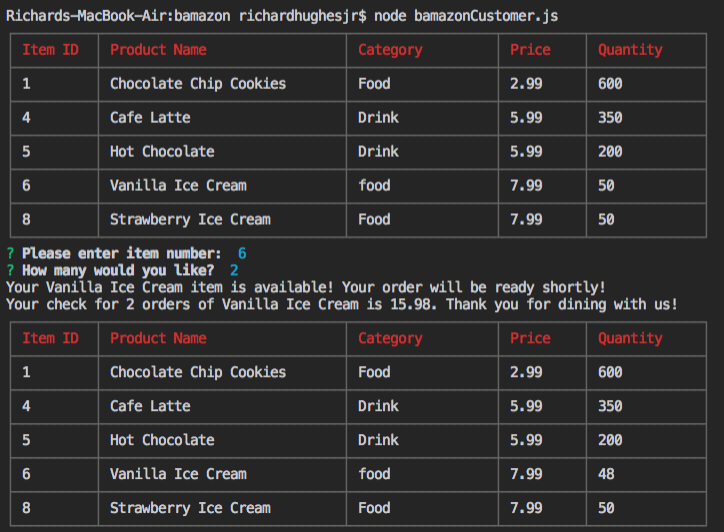 Richards-MacBook-Air:bamazon richardhughesjr$ node bamazonCustomer.js
Item ID Product Name Category Price Quantity
1 Chocolate Chip Cookies Food 2.99 600
4 Cafe Latte Drink 5.99 350
5 Hot Chocolate Drink 5.99 200
6 Vanilla Ice Cream food 7.99 50
8 Strawberry Ice Cream Food 7.99 50
? Please enter item number: 6
? How many would you like? 2
Your Vanilla Ice Cream item is available! Your order will be ready shortly!
Your check for 2 orders of Vanilla Ice Cream is 15.98. Thank you for dining with us!
Item ID Product Name Category Price Quantity
1 Chocolate Chip Cookies Food 2.99 600
4 Cafe Latte Drink 5.99 350
5 Hot Chocolate Drink 5.99 200
6 Vanilla Ice Cream food 7.99 48
8 Strawberry Ice Cream Food 7.99 50